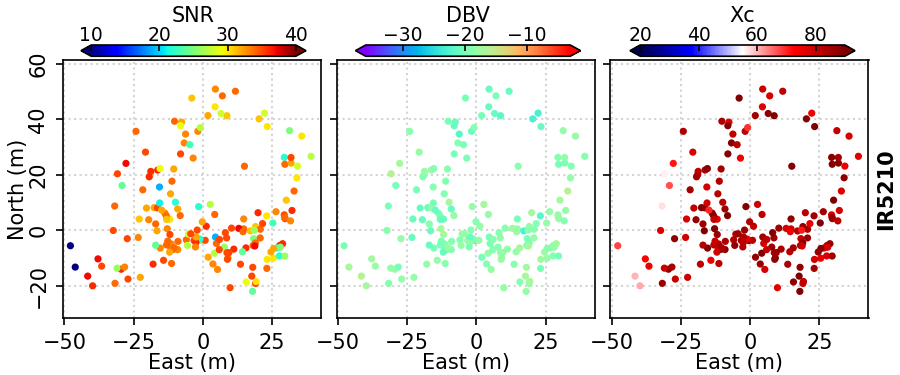 SNR DBV Xc
10 20 30 40 −30 −20 −10 20 40 60 80
60
40
20
0
−20
North (m)
IR5210
−50 −25 0 25 −50 −25 0 25 −50 −25 0 25
East (m) East (m) East (m)